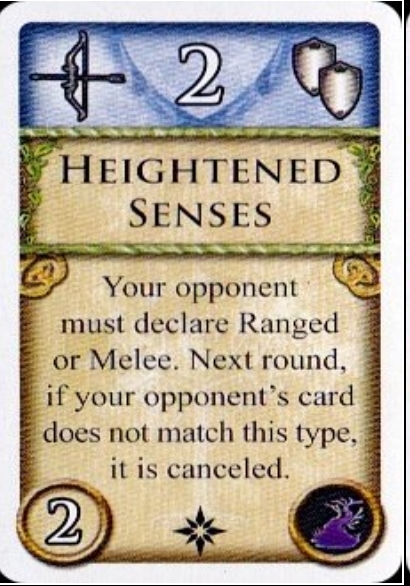 2
HEIGHTENED
SENSES
Your opponent
must declare Ranged
or Melee. Next round,
if your opponent's card
does not match this type,
it is canceled.
2